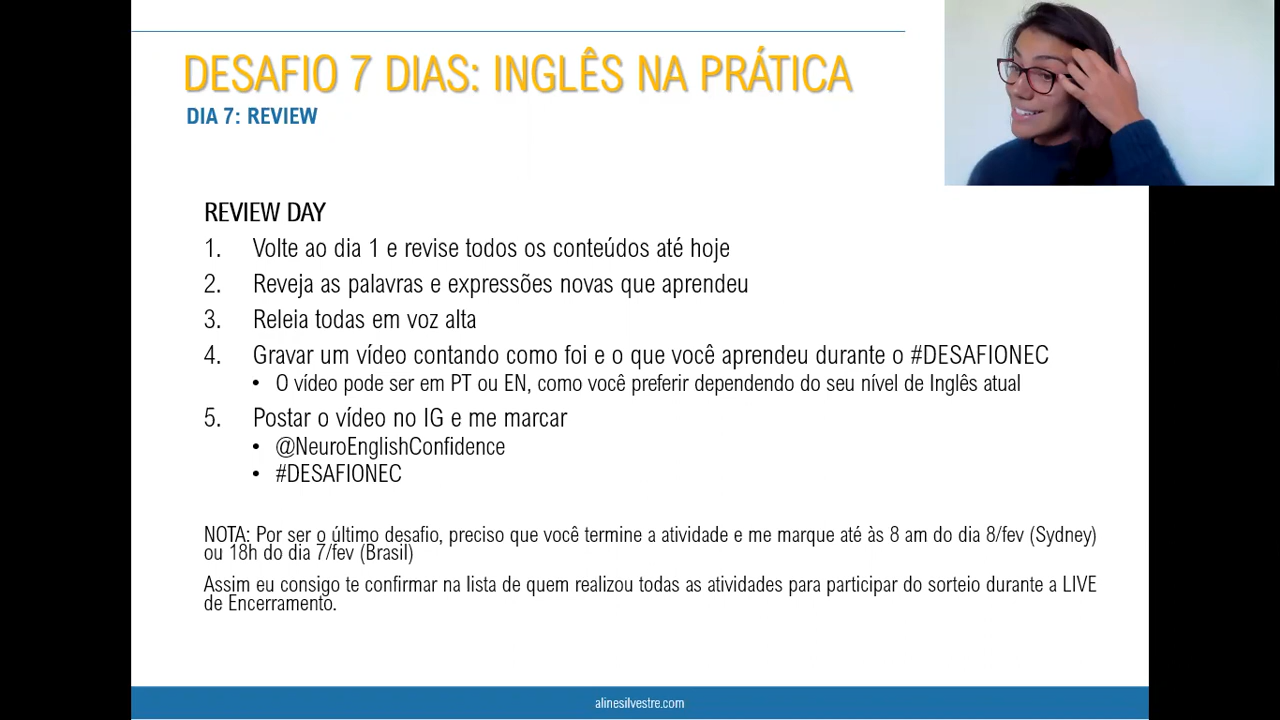 DESAFIO 7 DIAS: INGLÊS NA PRÁTICA
DIA 7: REVIEW
REVIEW DAY
1. Volte ao dia 1 e revise todos os conteúdos até hoje
2. Reveja as palavras e expressões novas que aprendeu
3. Releia todas em voz alta
4. Gravar um vídeo contando como foi e o que você aprendeu durante o #DESAFIONEC
• O vídeo pode ser em PT ou EN, como você preferir dependendo do seu nível de Inglês atual
5. Postar o vídeo no IG e me marcar
• @NeuroEnglishConfidence
• #DESAFIONEC
NOTA: Por ser o último desafio, preciso que você termine a atividade e me marque até às 8 am do dia 8/fev (Sydney)
ou 18h do dia 7/fev (Brasil)
Assim eu consigo te confirmar na lista de quem realizou todas as atividades para participar do sorteio durante a LIVE
de Encerramento.
alinesilvestre.com